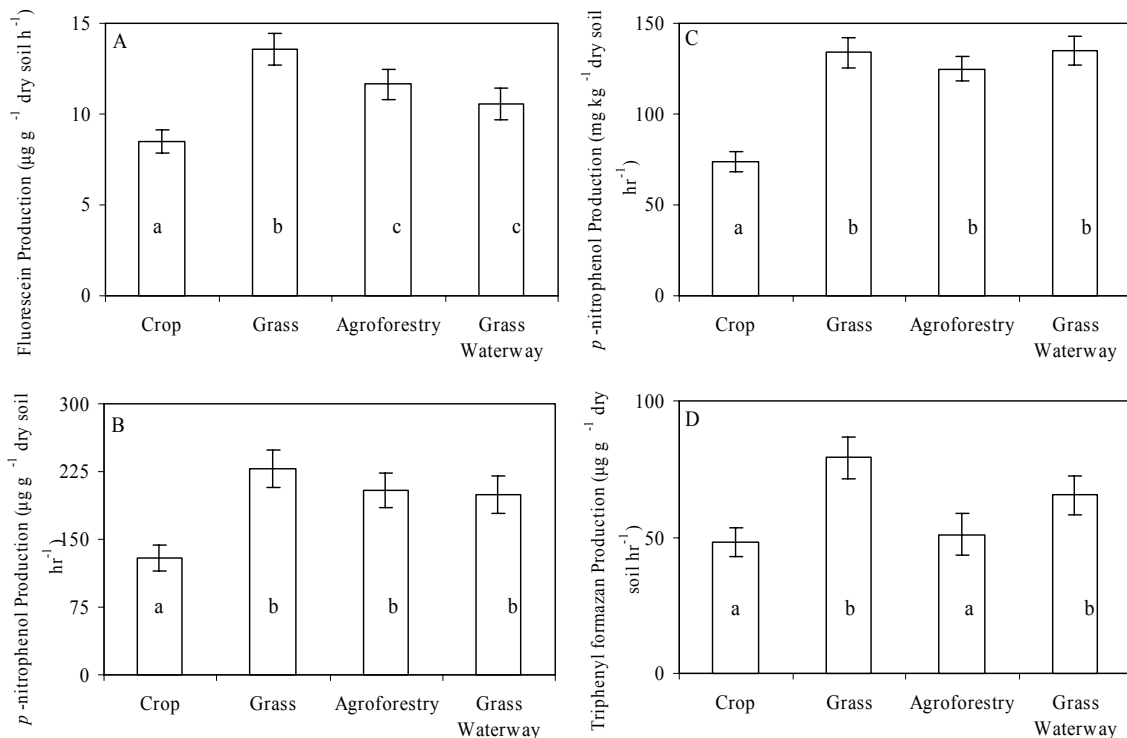 A
Fluorescein Production (µg g⁻¹ dry soil h⁻¹)
15
10
5
0
a b c c
Crop Grass Agroforestry Grass
Waterway
C
p -nitrophenol Production (mg kg⁻¹ dry soil
hr⁻¹)
150
100
50
0
a b b b
Crop Grass Agroforestry Grass
Waterway
B
p -nitrophenol Production (µg g⁻¹ dry soil
hr⁻¹)
300
225
150
75
0
a b b b
Crop Grass Agroforestry Grass
Waterway
D
Triphenyl formazan Production (µg g⁻¹ dry
soil hr⁻¹)
100
50
0
a b a b
Crop Grass Agroforestry Grass
Waterway